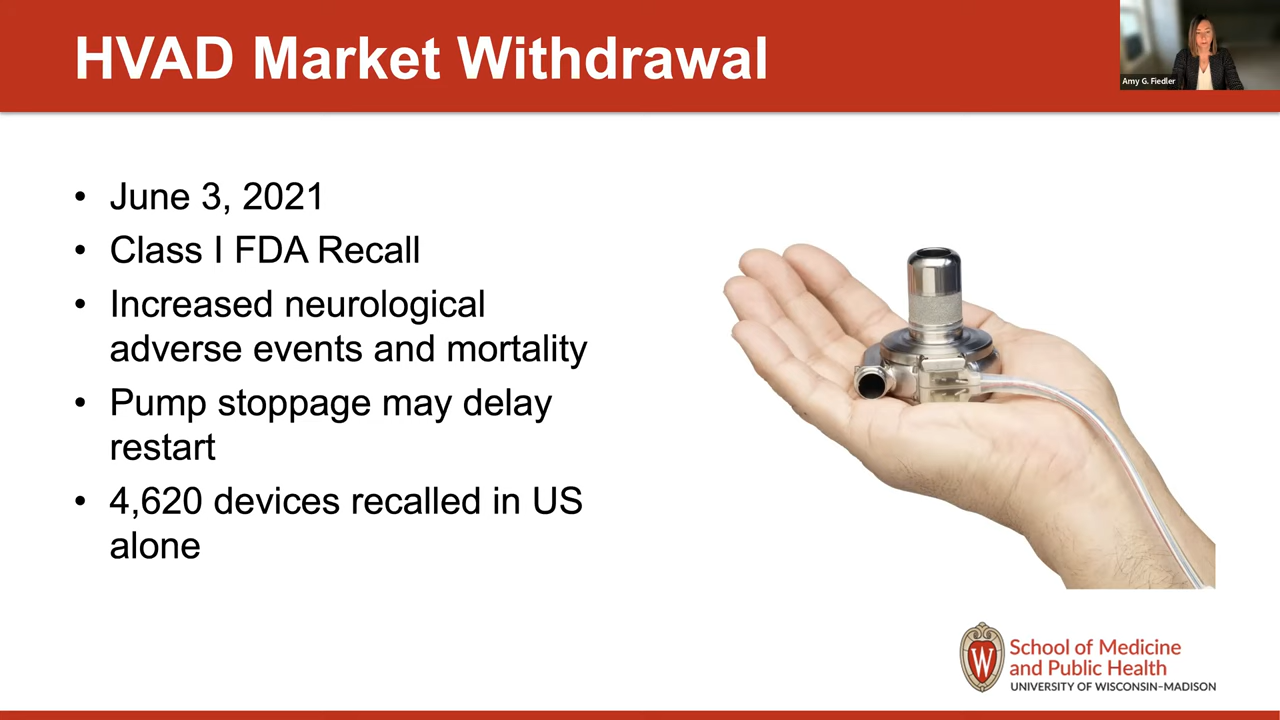 HVAD Market Withdrawal
Amy G. Fiedler
• June 3, 2021
• Class I FDA Recall
• Increased neurological
adverse events and mortality
• Pump stoppage may delay
restart
• 4,620 devices recalled in US
alone
W
School of Medicine
and Public Health
UNIVERSITY OF WISCONSIN–MADISON